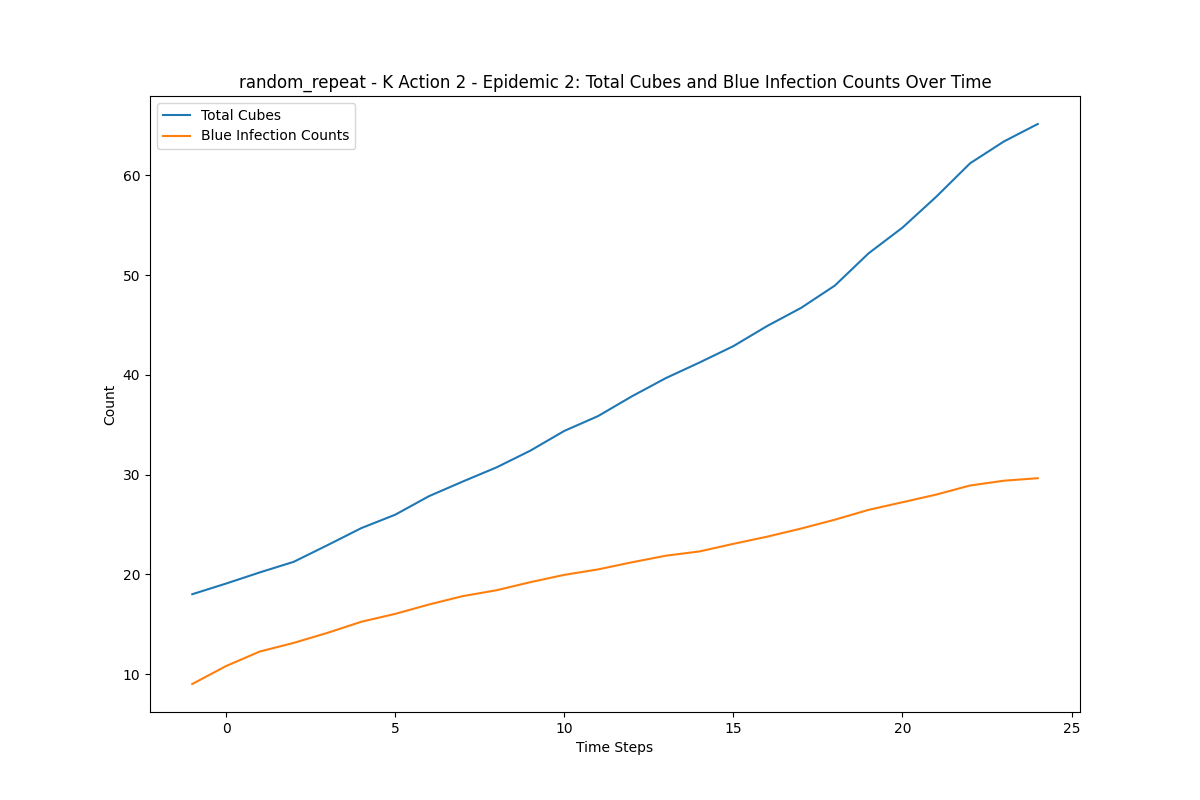 random_repeat - K Action 2 - Epidemic 2: Total Cubes and Blue Infection Counts Over Time
Total Cubes
Blue Infection Counts
60
50
40
30
20
10
Count
0
5
10
15
20
25
Time Steps